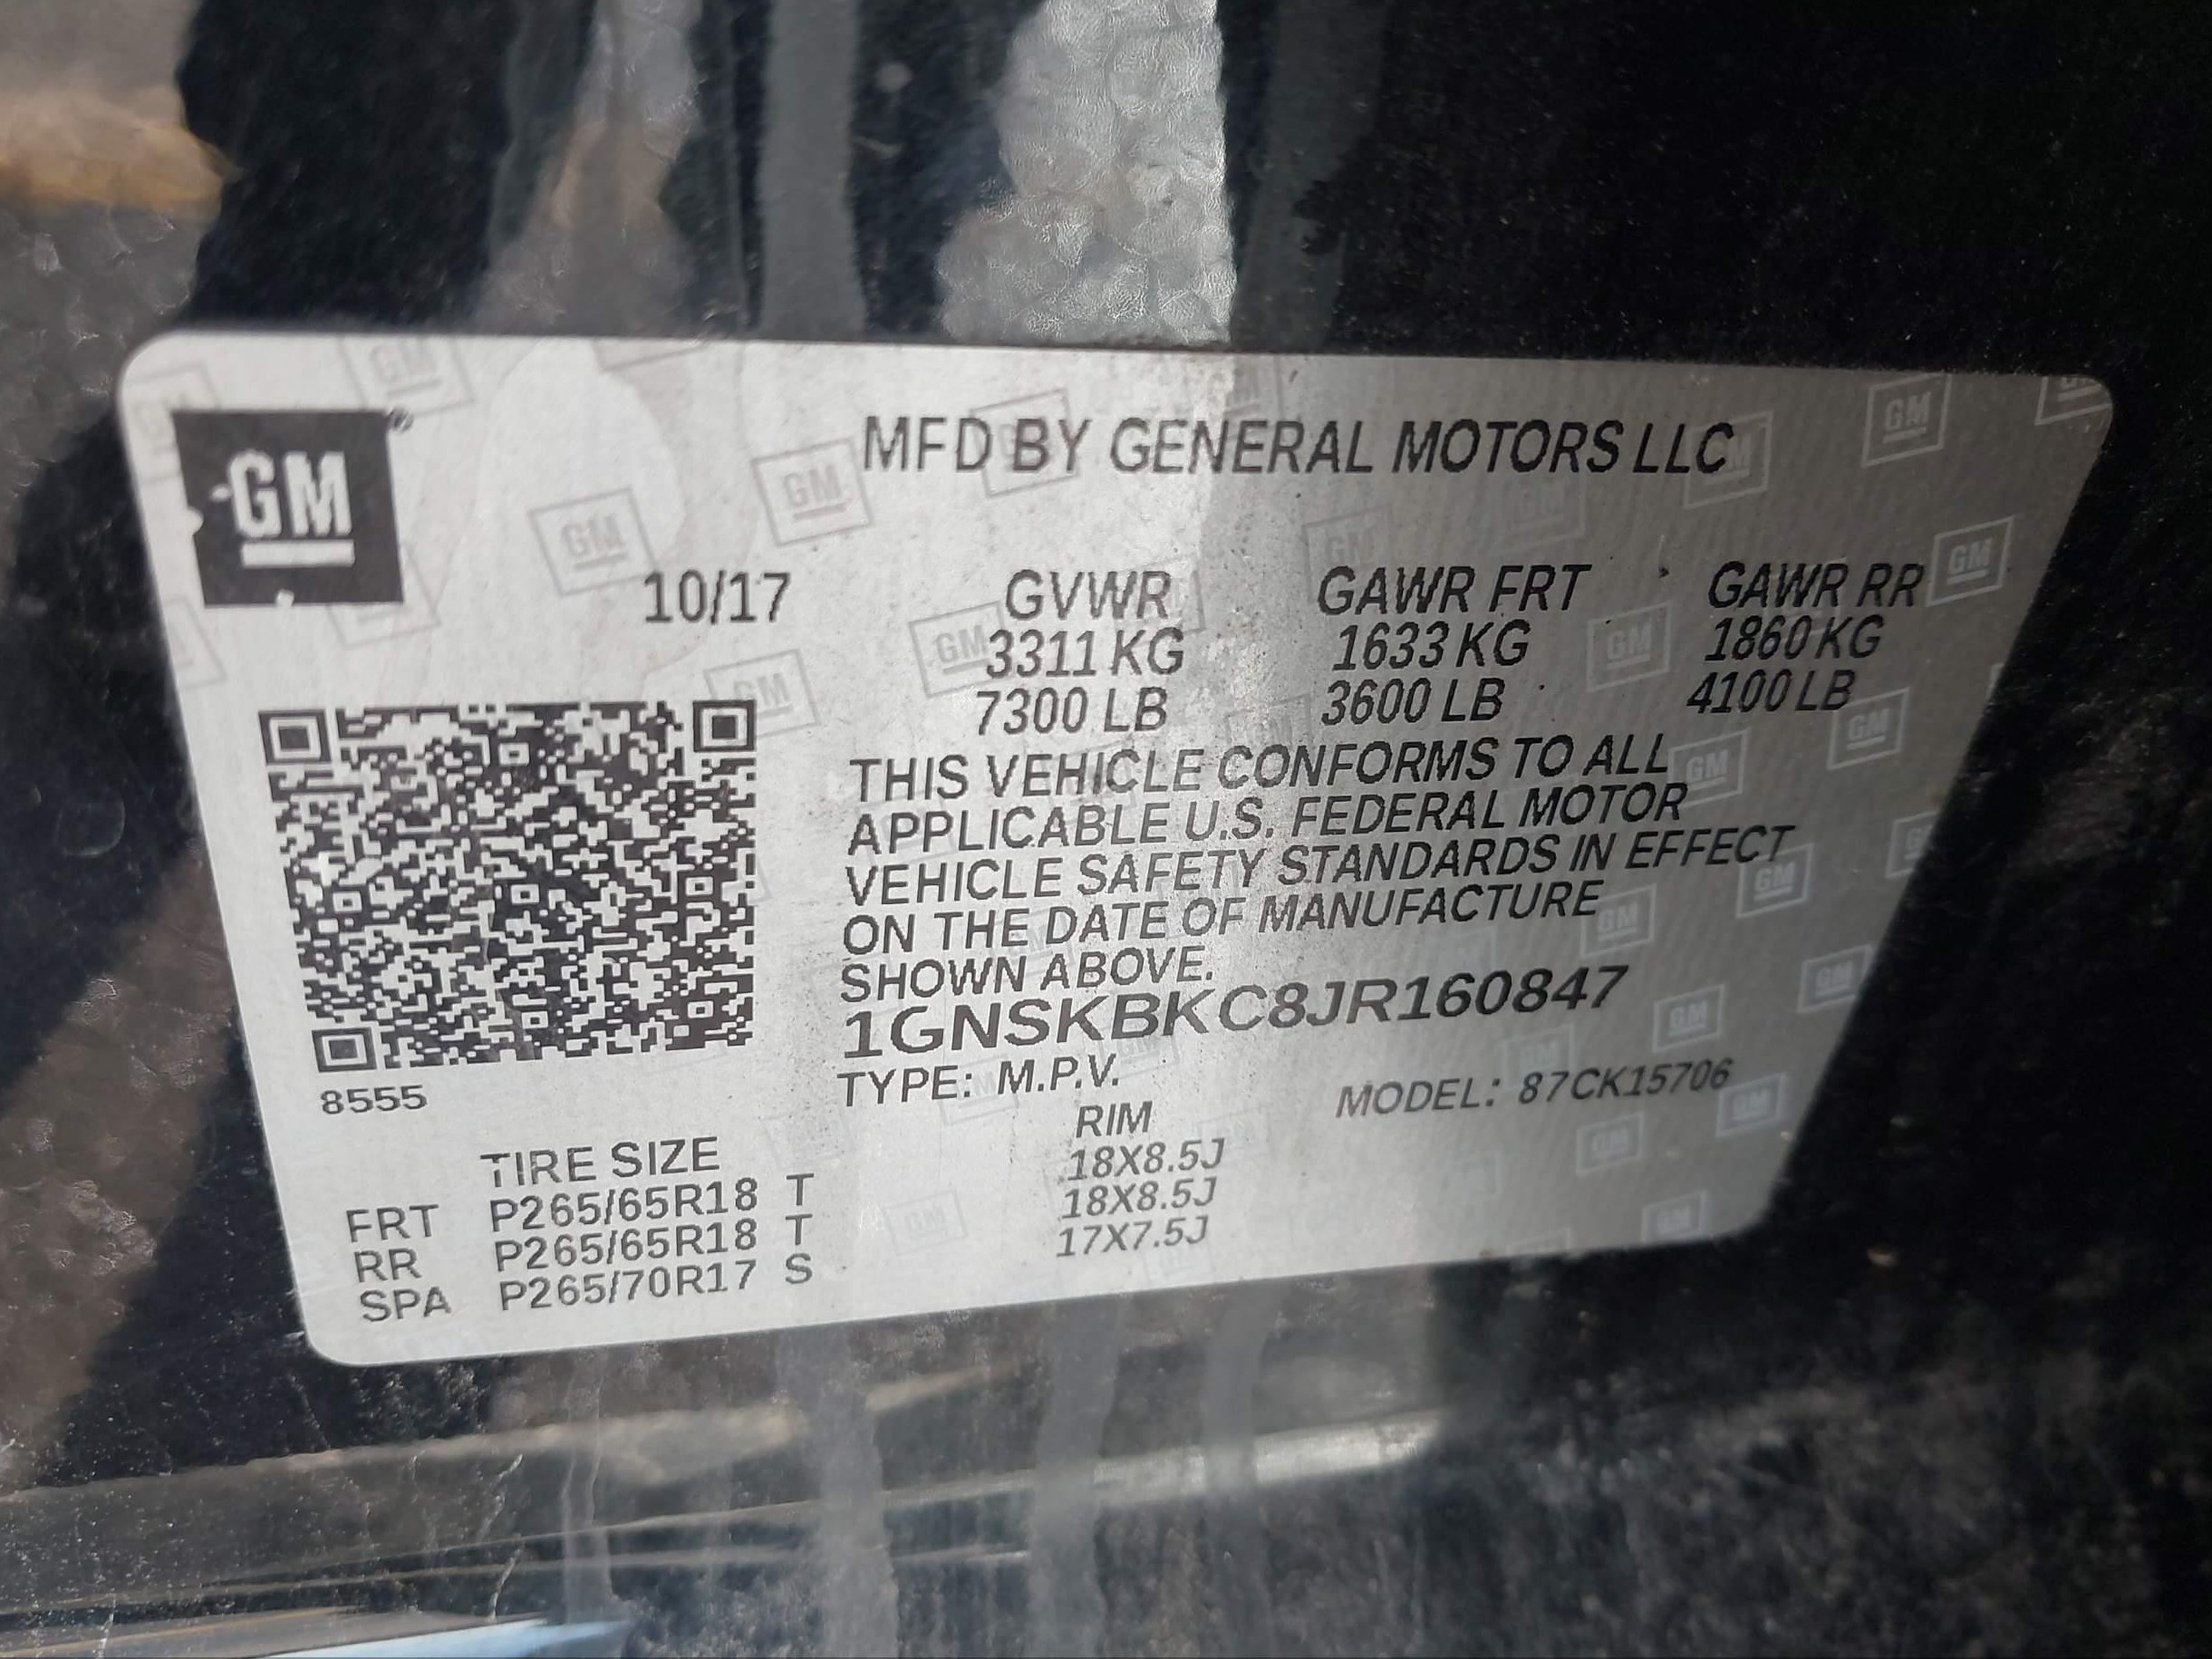 GM
MFD BY GENERAL MOTORS LLC
10/17 GVWR GAWR FRT GAWR RR
3311 KG 1633 KG 1860 KG
7300 LB 3600 LB 4100 LB
THIS VEHICLE CONFORMS TO ALL
APPLICABLE U.S. FEDERAL MOTOR
VEHICLE SAFETY STANDARDS IN EFFECT
ON THE DATE OF MANUFACTURE
SHOWN ABOVE.
1GNSKBKC8JR160847
8555
TYPE: M.P.V. MODEL: 87CK15706
TIRE SIZE RIM
FRT P265/65R18 T 18X8.5J
RR P265/65R18 T 18X8.5J
SPA P265/70R17 S 17X7.5J